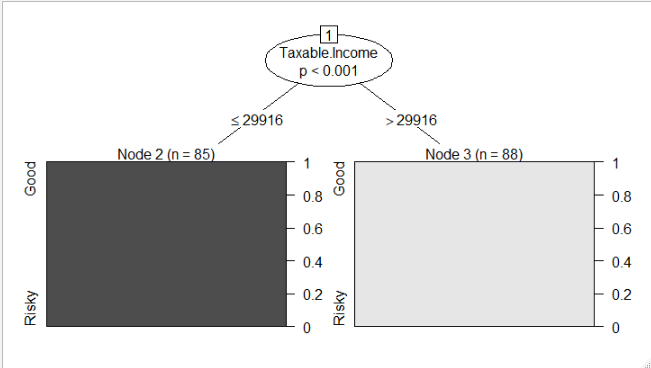 1
Taxable.Income
p < 0.001
≤ 29916
> 29916
Node 2 (n = 85)
Good
Risky
1
0.8
0.6
0.4
0.2
0
Node 3 (n = 88)
Good
Risky
1
0.8
0.6
0.4
0.2
0